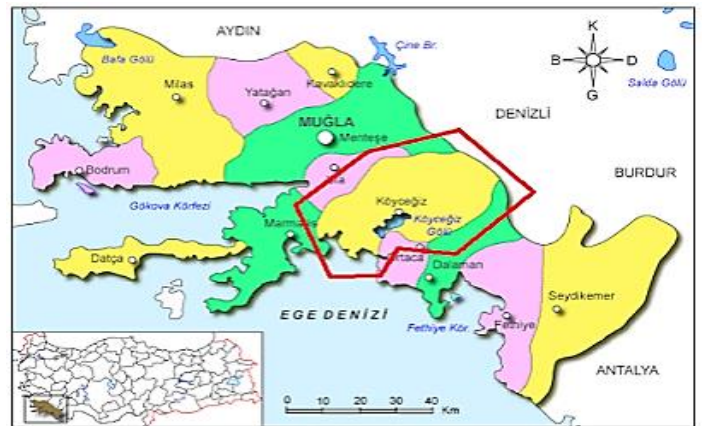 AYDIN
K
Çine Br.
B
D
Bafa Gölü
Salda Gölü
G
Kavaklıdere
Milas
Yatağan
DENİZLİ
MUĞLA
Menteşe
Bodrum
Ula
BURDUR
Gökova Körfezi
Köyceğiz
Marmaris
Köyceğiz
Gölü
Ortaca
Datça
Dalaman
Seydikemer
EGE DENİZİ
Fethiye Kör.
Fethiye
ANTALYA
0 10 20 30 40
Km